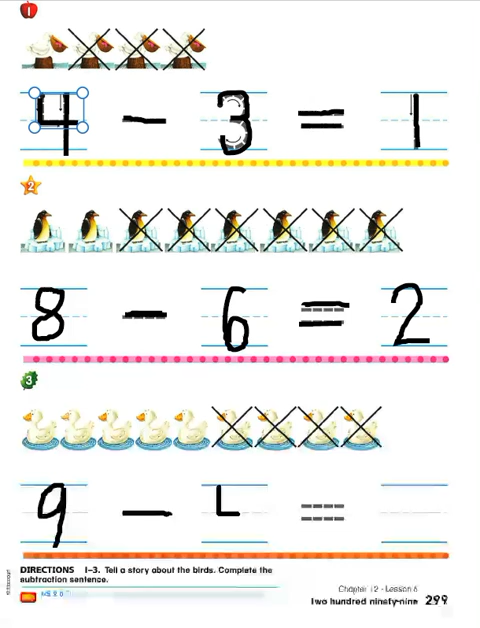 1
4 - 3 = 1
2
8 - 6 = 2
3
9 - =
DIRECTIONS 1–3. Tell a story about the birds. Complete the
subtraction sentence.
Chapter 12 • Lesson 6
two hundred ninety-nine 299